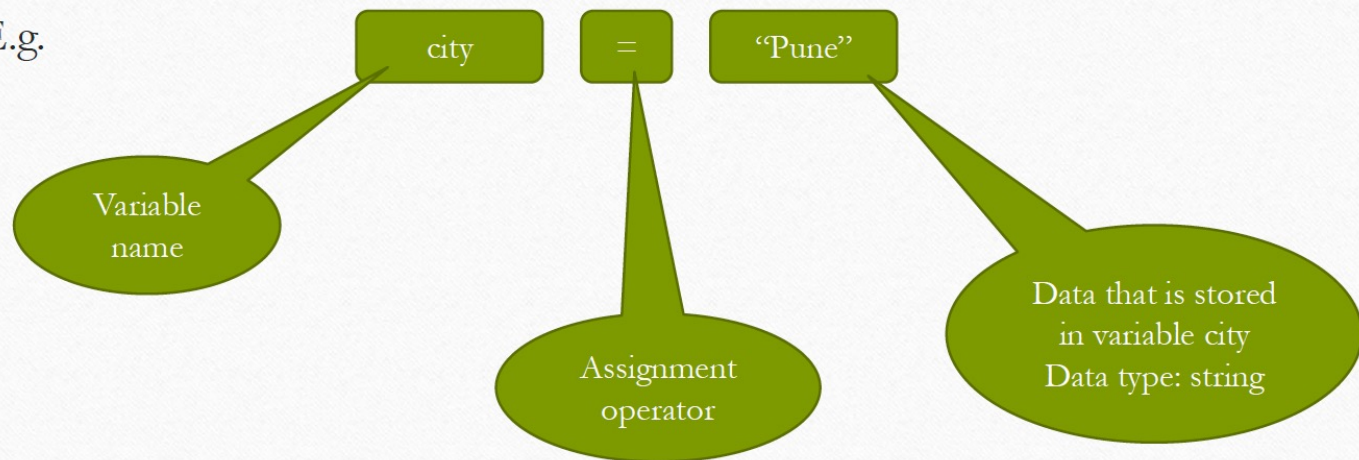 E.g.
city = “Pune”
Variable
name
Assignment
operator
Data that is stored
in variable city
Data type: string